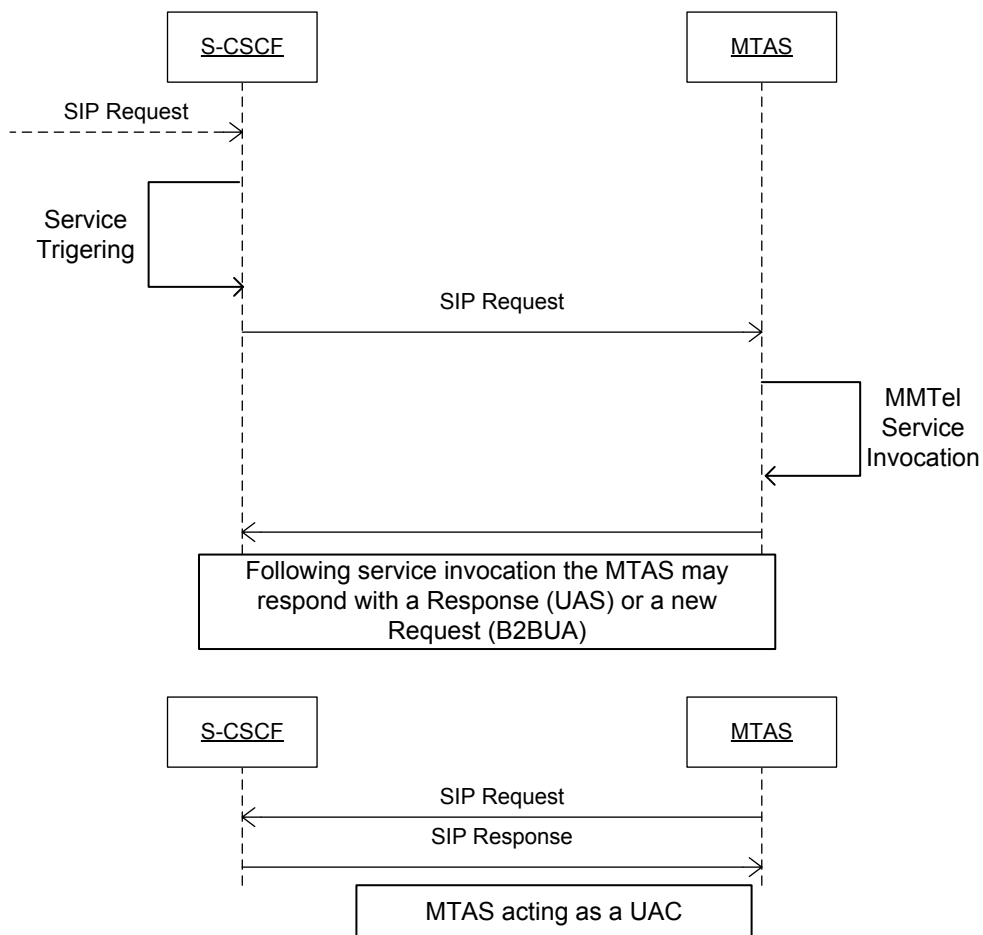 S-CSCF
MTAS
SIP Request
Service
Trigering
SIP Request
MMTel
Service
Invocation
Following service invocation the MTAS may
respond with a Response (UAS) or a new
Request (B2BUA)
S-CSCF
MTAS
SIP Request
SIP Response
MTAS acting as a UAC